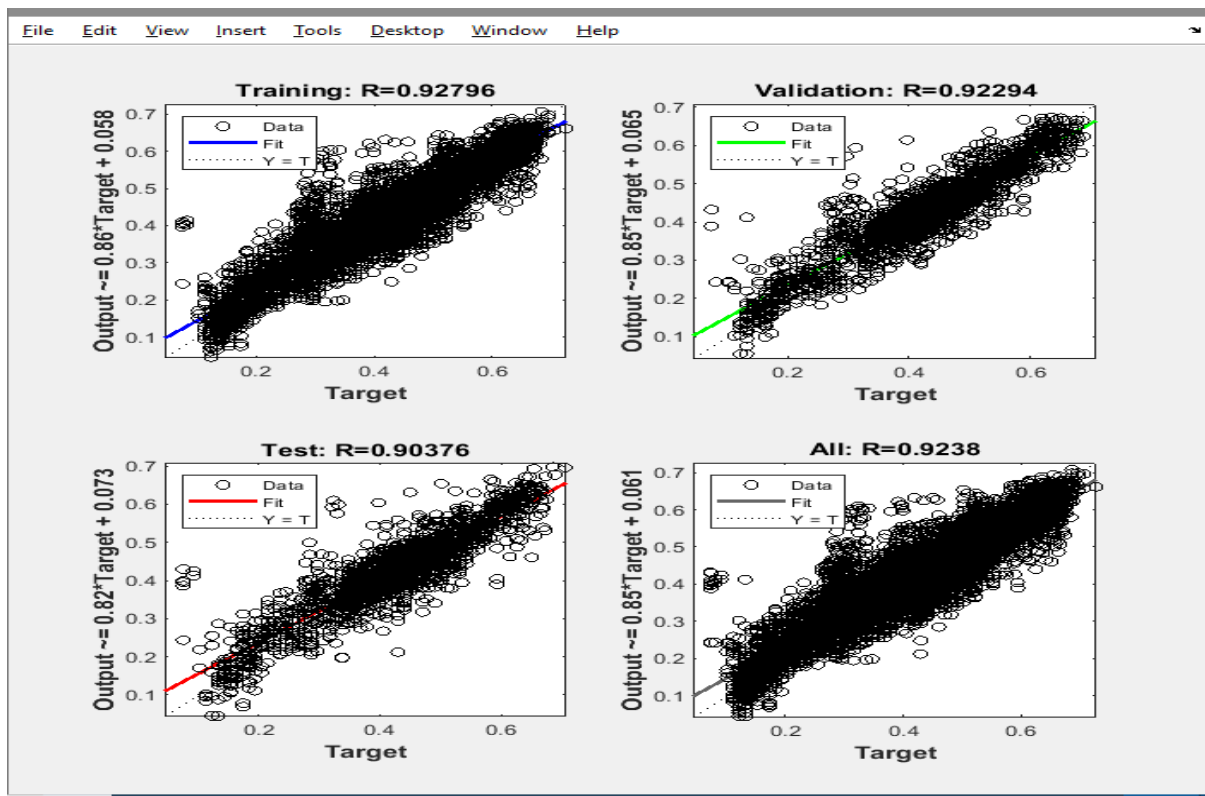 File Edit View Insert Tools Desktop Window Help
Training: R=0.92796
Output ~= 0.86*Target + 0.058
0.7
0.6
0.5
0.4
0.3
0.2
0.1
Data
Fit
Y = T
0.2 0.4 0.6
Target
Validation: R=0.92294
Output ~= 0.85*Target + 0.065
0.7
0.6
0.5
0.4
0.3
0.2
0.1
Data
Fit
Y = T
0.2 0.4 0.6
Target
Test: R=0.90376
Output ~= 0.82*Target + 0.073
0.7
0.6
0.5
0.4
0.3
0.2
0.1
Data
Fit
Y = T
0.2 0.4 0.6
Target
All: R=0.9238
Output ~= 0.85*Target + 0.061
0.7
0.6
0.5
0.4
0.3
0.2
0.1
Data
Fit
Y = T
0.2 0.4 0.6
Target